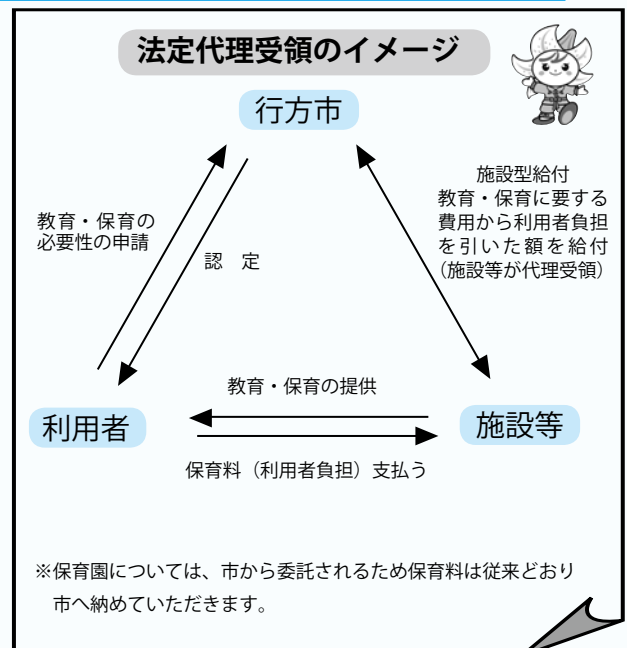 法定代理受領のイメージ
行方市
施設型給付
教育・保育に要する
費用から利用者負担
を引いた額を給付
（施設等が代理受領）
教育・保育の
必要性の申請
認　定
教育・保育の提供
利用者
施設等
保育料（利用者負担）支払う
※保育園については、市から委託されるため保育料は従来どおり
市へ納めていただきます。